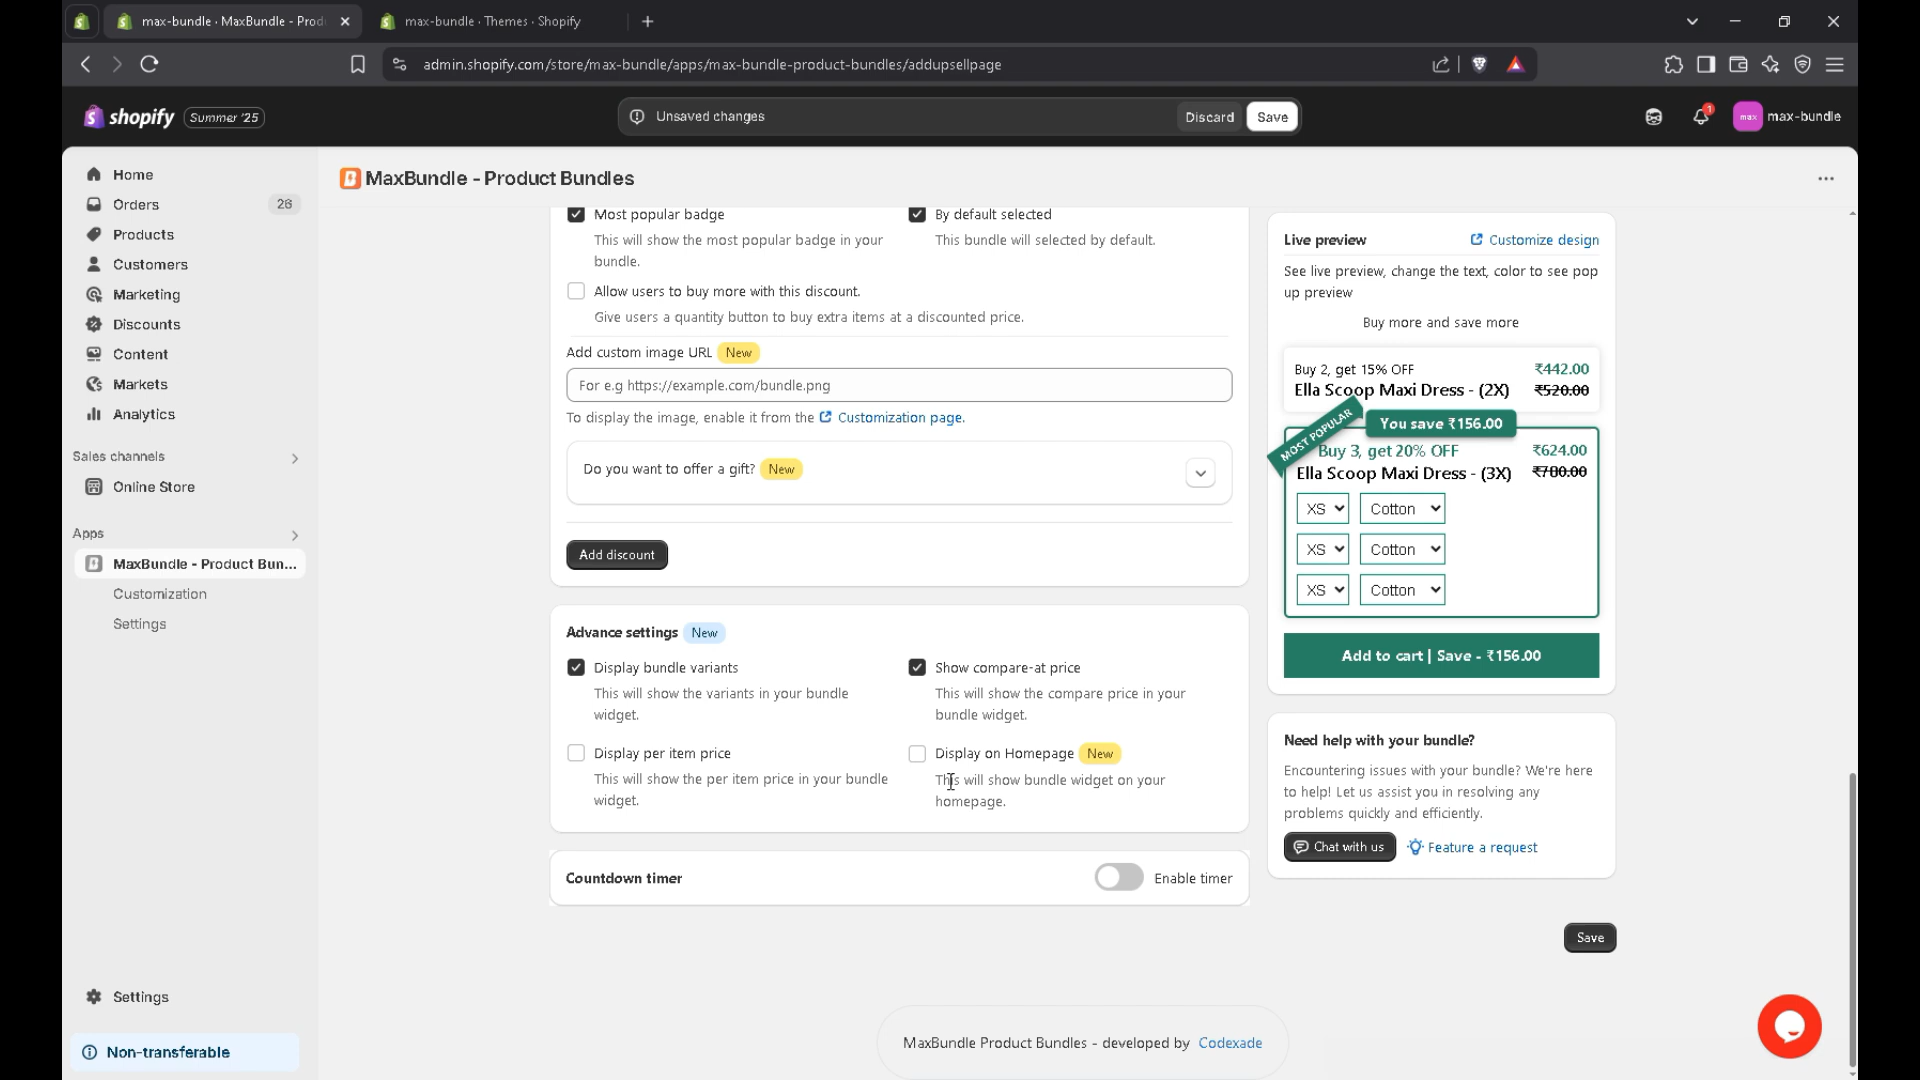 max-bundle · MaxBundle - Prod
max-bundle · Themes · Shopify
admin.shopify.com/store/max-bundle/apps/max-bundle-product-bundles/addupsellpage
shopify
Summer '25
Unsaved changes
Discard
Save
1
max
max-bundle
Home
Orders
26
Products
Customers
Marketing
Discounts
Content
Markets
Analytics
Sales channels
Online Store
Apps
MaxBundle - Product Bun...
Customization
Settings
Settings
Non-transferable
MaxBundle - Product Bundles
Most popular badge
This will show the most popular badge in your
bundle.
By default selected
This bundle will selected by default.
Allow users to buy more with this discount.
Give users a quantity button to buy extra items at a discounted price.
Add custom image URL New
For e.g https://example.com/bundle.png
To display the image, enable it from the Customization page.
Do you want to offer a gift? New
Add discount
Advance settings New
Display bundle variants
This will show the variants in your bundle
widget.
Show compare-at price
This will show the compare price in your
bundle widget.
Display per item price
This will show the per item price in your bundle
widget.
Display on Homepage New
This will show bundle widget on your
homepage.
Countdown timer
Enable timer
Live preview
Customize design
See live preview, change the text, color to see pop
up preview
Buy more and save more
Buy 2, get 15% OFF
₹442.00
Ella Scoop Maxi Dress - (2X)
₹520.00
MOST POPULAR
You save ₹156.00
Buy 3, get 20% OFF
₹624.00
Ella Scoop Maxi Dress - (3X)
₹780.00
XS Cotton
XS Cotton
XS Cotton
Add to cart | Save - ₹156.00
Need help with your bundle?
Encountering issues with your bundle? We're here
to help! Let us assist you in resolving any
problems quickly and efficiently.
Chat with us
Feature a request
Save
MaxBundle Product Bundles - developed by Codexade